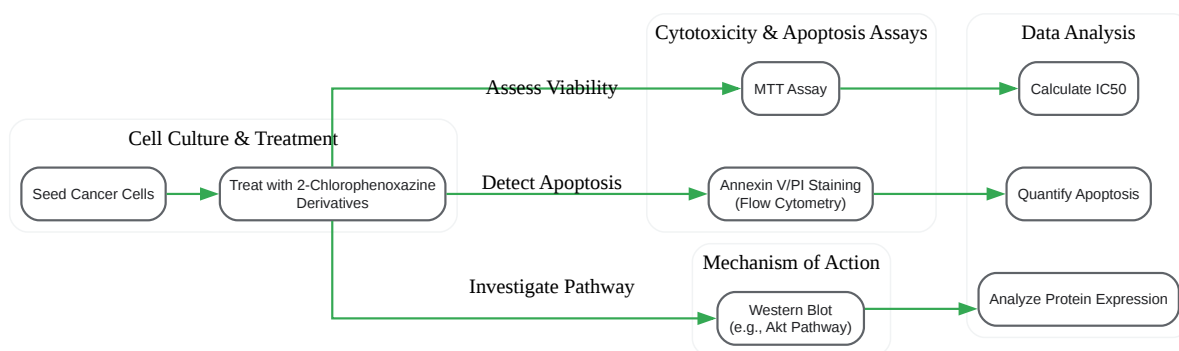 Cytotoxicity & Apoptosis Assays
Data Analysis
Assess Viability
MTT Assay
Calculate IC50
Cell Culture & Treatment
Seed Cancer Cells
Treat with 2-Chlorophenoxazine
Derivatives
Detect Apoptosis
Annexin V/PI Staining
(Flow Cytometry)
Quantify Apoptosis
Mechanism of Action
Investigate Pathway
Western Blot
(e.g., Akt Pathway)
Analyze Protein Expression